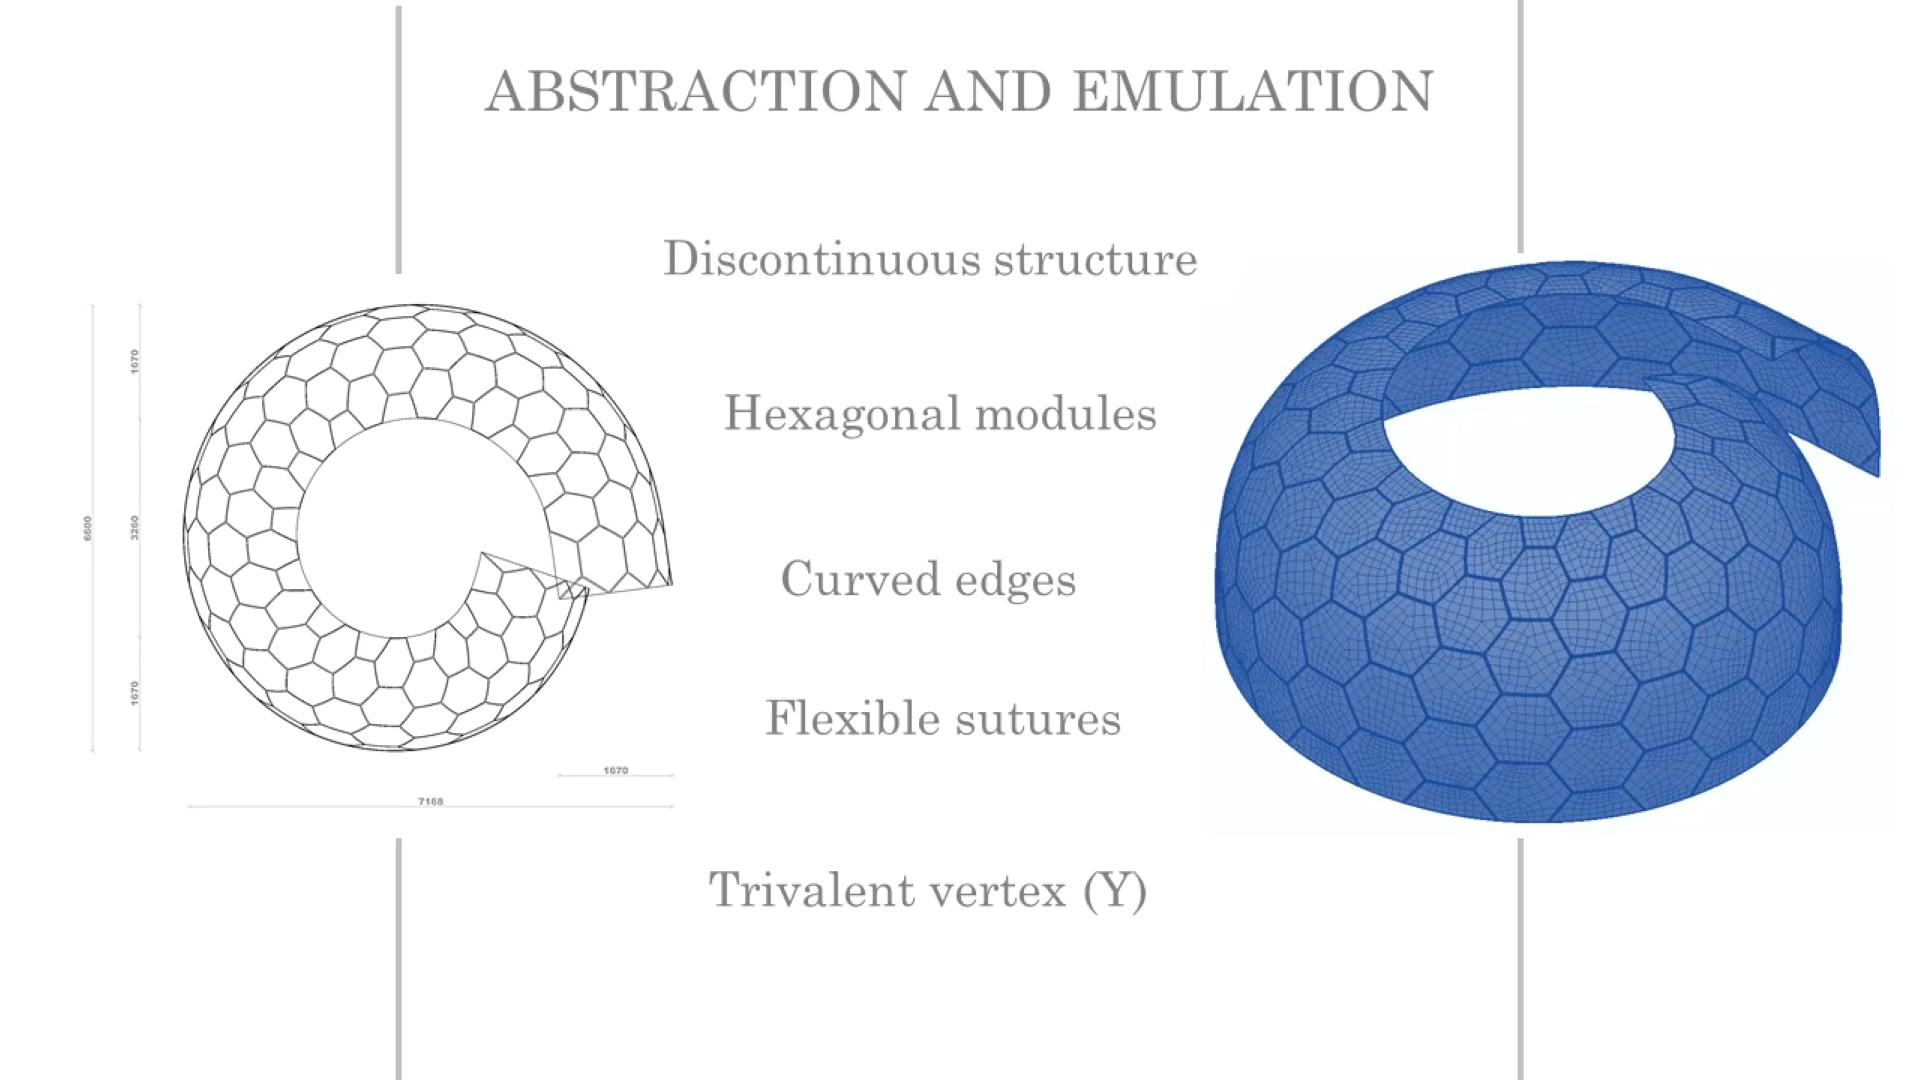 ABSTRACTION AND EMULATION
Discontinuous structure
Hexagonal modules
Curved edges
Flexible sutures
Trivalent vertex (Y)
1670
6600
3260
1670
1670
7168